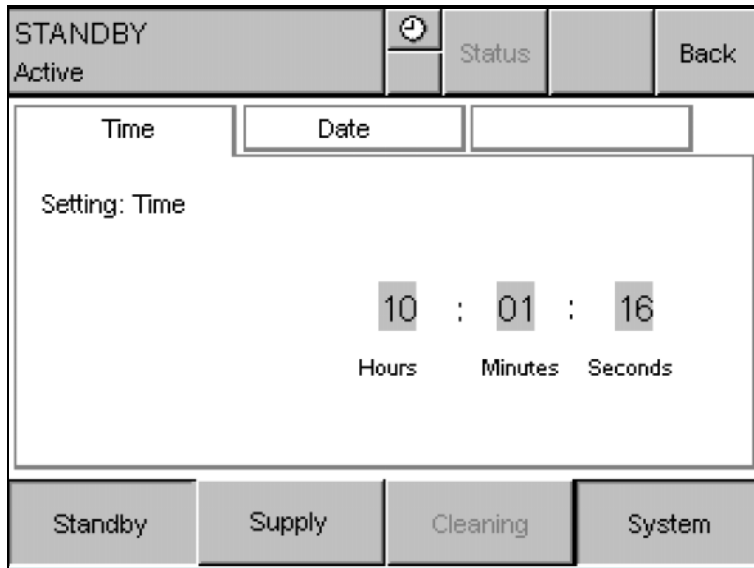 STANDBY
Active
Status
Back
Time
Date
Setting: Time
10 : 01 : 16
Hours Minutes Seconds
Standby
Supply
Cleaning
System